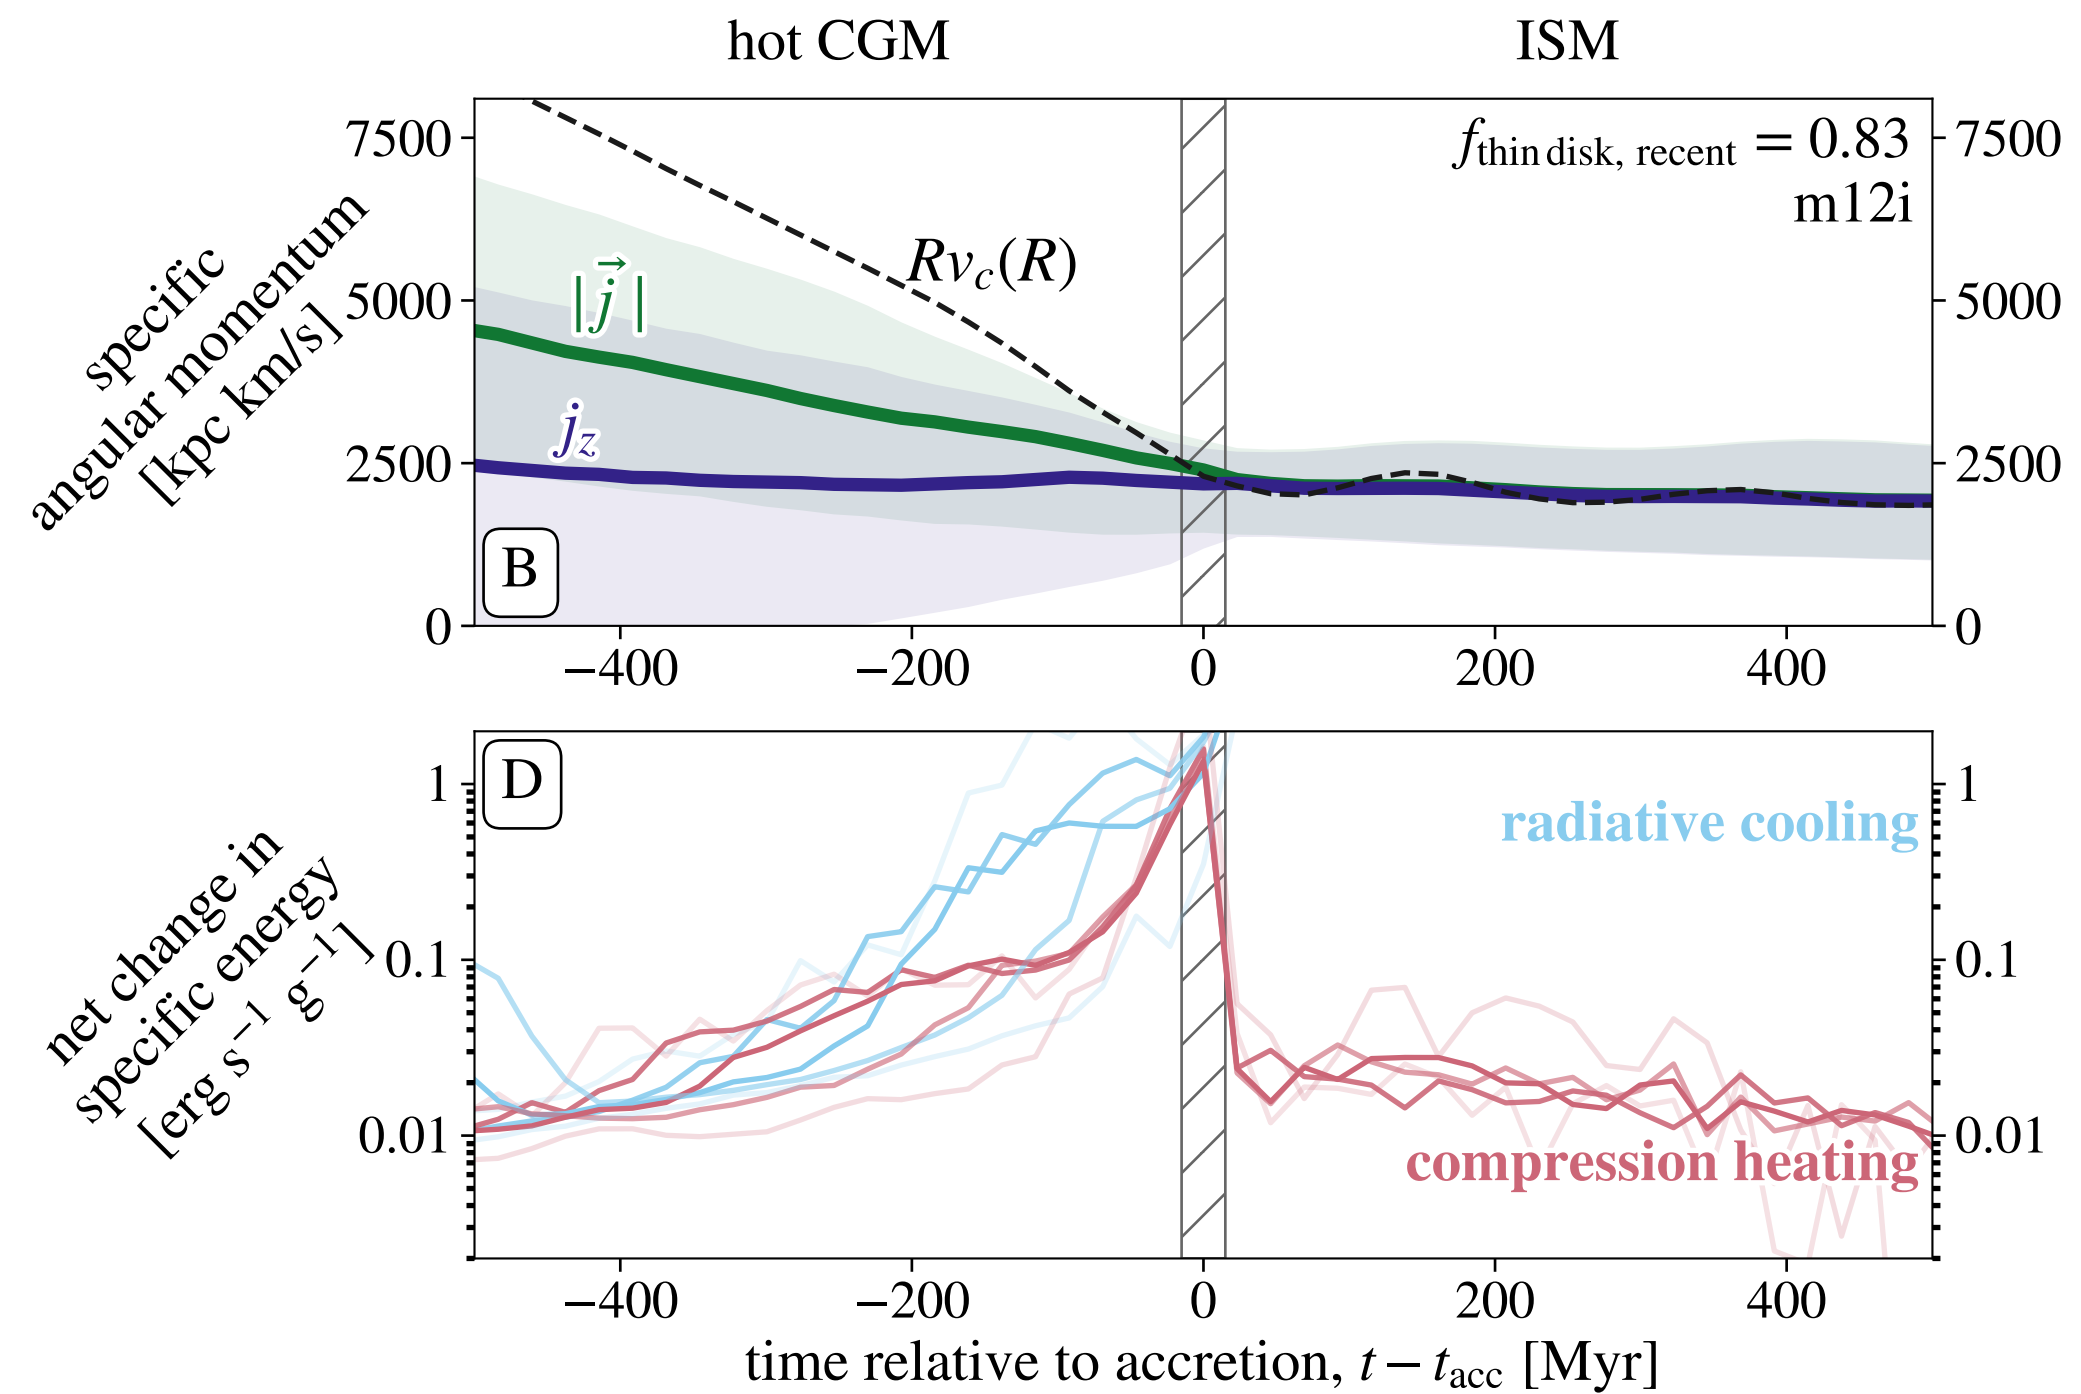 hot CGM
ISM
specific
angular momentum
[kpc km/s]
7500
5000
2500
0
|j⃗|
j_z
Rv_c(R)
f_thin disk, recent = 0.83
m12i
B
7500
5000
2500
0
−400
−200
0
200
400
net change in
specific energy
[erg s⁻¹ g⁻¹]
1
0.1
0.01
D
radiative cooling
compression heating
1
0.1
0.01
−400
−200
0
200
400
time relative to accretion, t − t_acc [Myr]